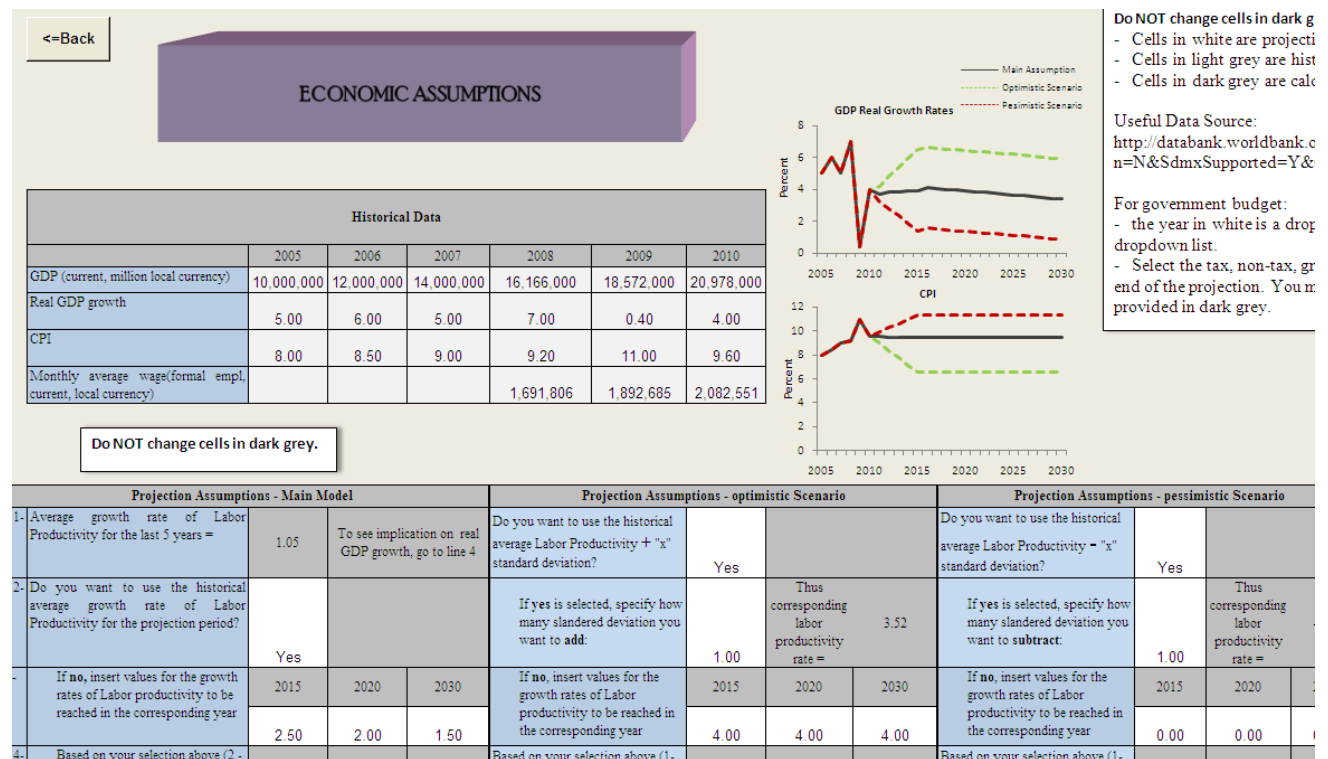 <=Back
ECONOMIC ASSUMPTIONS
Main Assumption
Optimistic Scenario
Pesimistic Scenario
GDP Real Growth Rates
Percent
8
6
4
2
0
2005 2010 2015 2020 2025 2030
CPI
Percent
12
10
8
6
4
2
0
2005 2010 2015 2020 2025 2030
Do NOT change cells in dark g
- Cells in white are projecti
- Cells in light grey are hist
- Cells in dark grey are calc
Useful Data Source:
http://databank.worldbank.o
n=N&SdmxSupported=Y&
For government budget:
- the year in white is a drop
dropdown list.
- Select the tax, non-tax, gr
end of the projection. You m
provided in dark grey.
Historical Data
2005 2006 2007 2008 2009 2010
GDP (current, million local currency) 10,000,000 12,000,000 14,000,000 16,166,000 18,572,000 20,978,000
Real GDP growth
5.00 6.00 5.00 7.00 0.40 4.00
CPI
8.00 8.50 9.00 9.20 11.00 9.60
Monthly average wage(formal empl,
current, local currency) 1,691,806 1,892,685 2,082,551
Do NOT change cells in dark grey.
Projection Assumptions - Main Model
1- Average growth rate of Labor
Productivity for the last 5 years =
1.05
To see implication on real
GDP growth, go to line 4
2- Do you want to use the historical
average growth rate of Labor
Productivity for the projection period?
Yes
- If no, insert values for the growth
rates of Labor productivity to be
reached in the corresponding year
2015 2020 2030
2.50 2.00 1.50
4- Based on your selection above (2 -
Projection Assumptions - optimistic Scenario
Do you want to use the historical
average Labor Productivity + "x"
standard deviation?
Yes
If yes is selected, specify how
many slandered deviation you
want to add:
1.00
Thus
corresponding
labor
productivity
rate =
3.52
If no, insert values for the
growth rates of Labor
productivity to be reached in
the corresponding year
2015 2020 2030
4.00 4.00 4.00
Based on your selection above (1-
Projection Assumptions - pessimistic Scenario
Do you want to use the historical
average Labor Productivity - "x"
standard deviation?
Yes
If yes is selected, specify how
many slandered deviation you
want to subtract:
1.00
Thus
corresponding
labor
productivity
rate =
If no, insert values for the
growth rates of Labor
productivity to be reached in
the corresponding year
2015 2020
0.00 0.00
Based on your selection above (1-